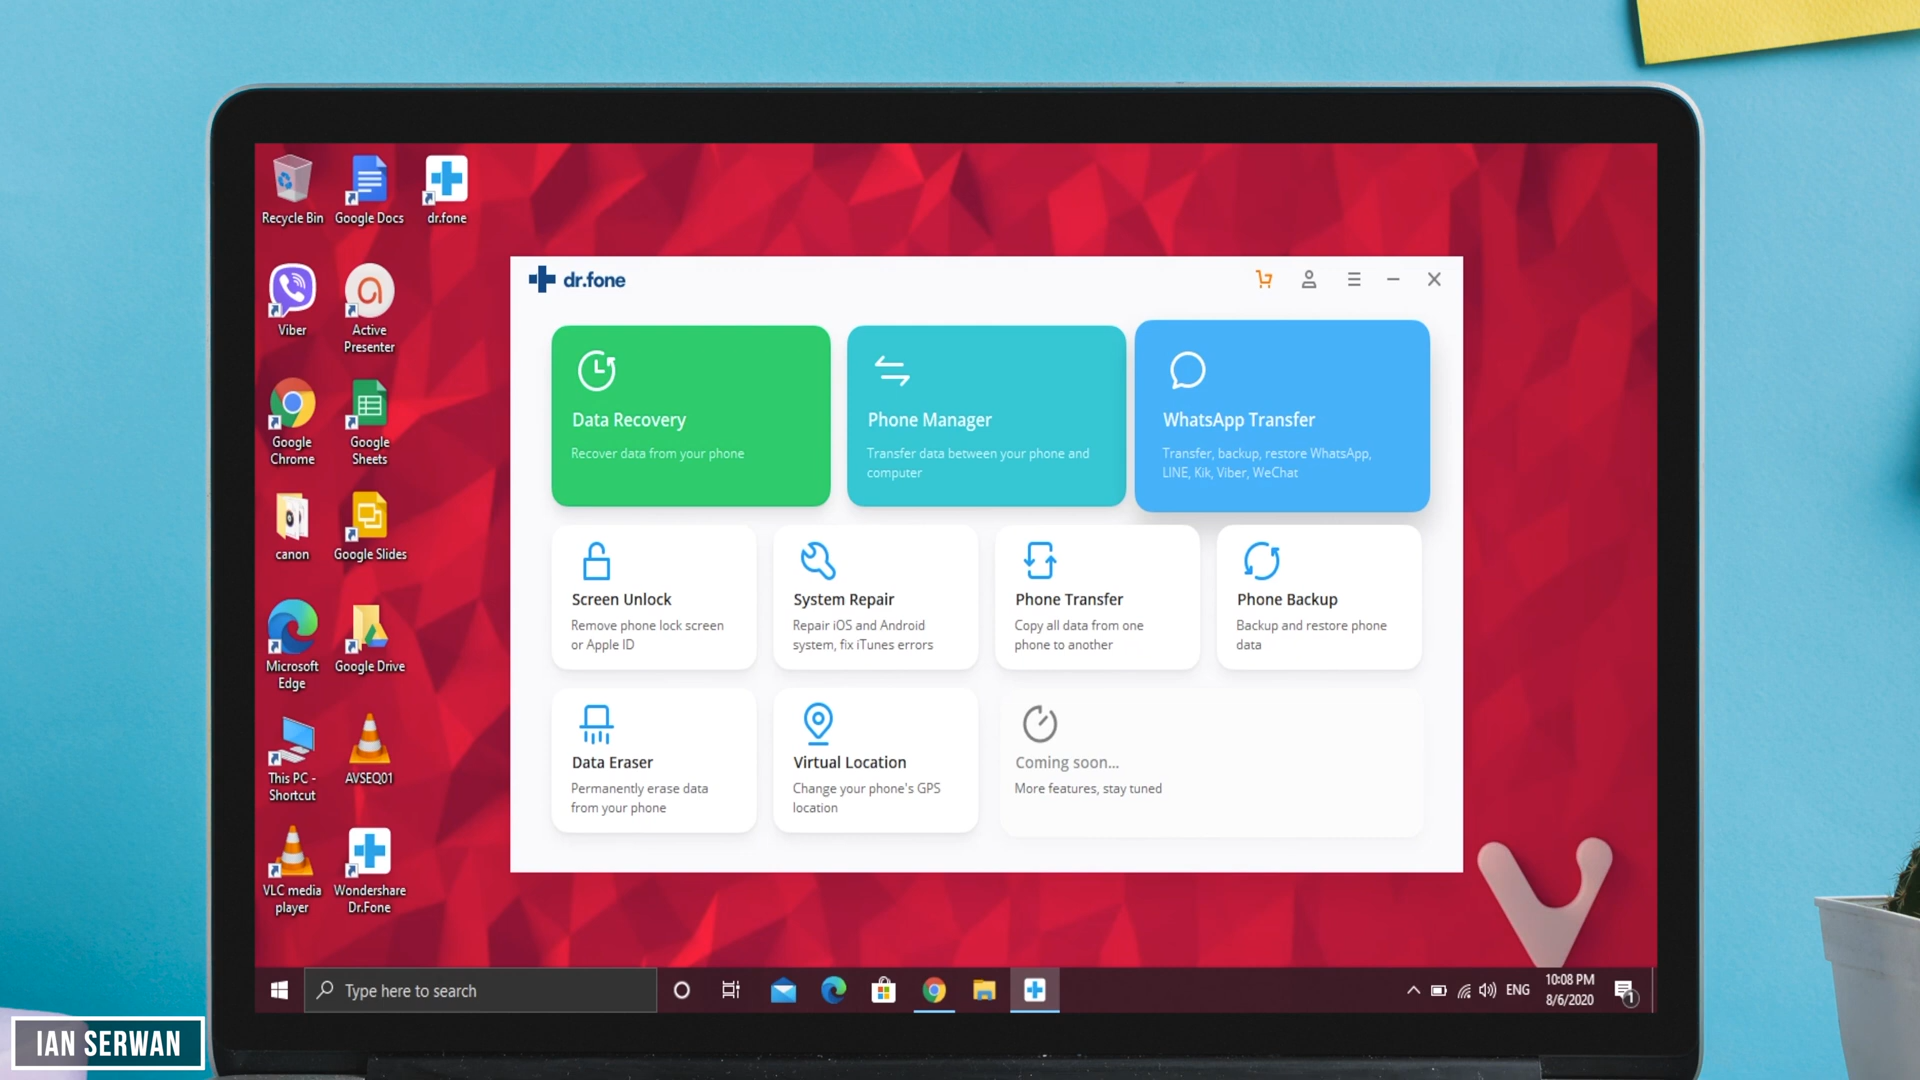 Recycle Bin
Google Docs
dr.fone
Viber
Active
Presenter
Google
Chrome
Google
Sheets
canon
Google Slides
Microsoft
Edge
Google Drive
This PC -
Shortcut
AVSEQ01
VLC media
player
Wondershare
Dr.Fone
dr.fone
Data Recovery
Recover data from your phone
Phone Manager
Transfer data between your phone and
computer
WhatsApp Transfer
Transfer, backup, restore WhatsApp,
LINE, Kik, Viber, WeChat
Screen Unlock
Remove phone lock screen
or Apple ID
System Repair
Repair iOS and Android
system, fix iTunes errors
Phone Transfer
Copy all data from one
phone to another
Phone Backup
Backup and restore phone
data
Data Eraser
Permanently erase data
from your phone
Virtual Location
Change your phone's GPS
location
Coming soon...
More features, stay tuned
Type here to search
ENG
10:08 PM
8/6/2020
1
IAN SERWAN